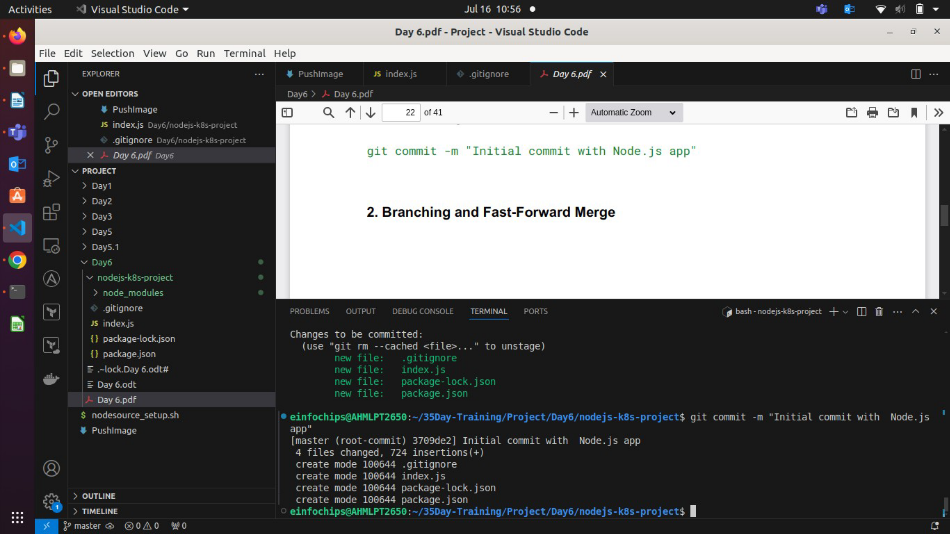 Activities
Visual Studio Code
Jul 16 10:56
Day 6.pdf - Project - Visual Studio Code
File Edit Selection View Go Run Terminal Help
EXPLORER
OPEN EDITORS
PushImage
index.js Day6/nodejs-k8s-project
.gitignore Day6/nodejs-k8s-project
Day 6.pdf Day6
PROJECT
Day1
Day2
Day3
Day5
Day5.1
Day6
nodejs-k8s-project
node_modules
.gitignore
index.js
package-lock.json
package.json
.~lock.Day 6.odt#
Day 6.odt
Day 6.pdf
nodesource_setup.sh
PushImage
OUTLINE
TIMELINE
PushImage
index.js
.gitignore
Day 6.pdf
Day6 > Day 6.pdf
22 of 41
Automatic Zoom
git commit -m "Initial commit with Node.js app"
2. Branching and Fast-Forward Merge
PROBLEMS OUTPUT DEBUG CONSOLE TERMINAL PORTS
bash - nodejs-k8s-project
Changes to be committed:
(use "git rm --cached <file>..." to unstage)
new file: .gitignore
new file: index.js
new file: package-lock.json
new file: package.json
einfochips@AHMLPT2650:~/35Day-Training/Project/Day6/nodejs-k8s-project$ git commit -m "Initial commit with  Node.js
app"
[master (root-commit) 3709de2] Initial commit with  Node.js app
4 files changed, 724 insertions(+)
create mode 100644 .gitignore
create mode 100644 index.js
create mode 100644 package-lock.json
create mode 100644 package.json
einfochips@AHMLPT2650:~/35Day-Training/Project/Day6/nodejs-k8s-project$
1
master
0 0
0